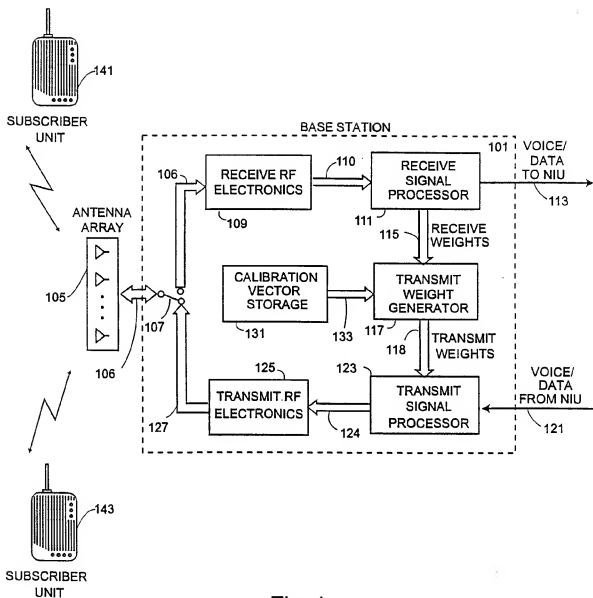 141
SUBSCRIBER
UNIT
BASE STATION
101
VOICE/
DATA
TO NIU
113
106
RECEIVE RF
ELECTRONICS
109
110
RECEIVE
SIGNAL
PROCESSOR
111
115
RECEIVE
WEIGHTS
ANTENNA
ARRAY
105
106
107
CALIBRATION
VECTOR
STORAGE
131
133
TRANSMIT
WEIGHT
GENERATOR
117
118
TRANSMIT
WEIGHTS
125
TRANSMIT RF
ELECTRONICS
127
124
123
TRANSMIT
SIGNAL
PROCESSOR
VOICE/
DATA
FROM NIU
121
143
SUBSCRIBER
UNIT